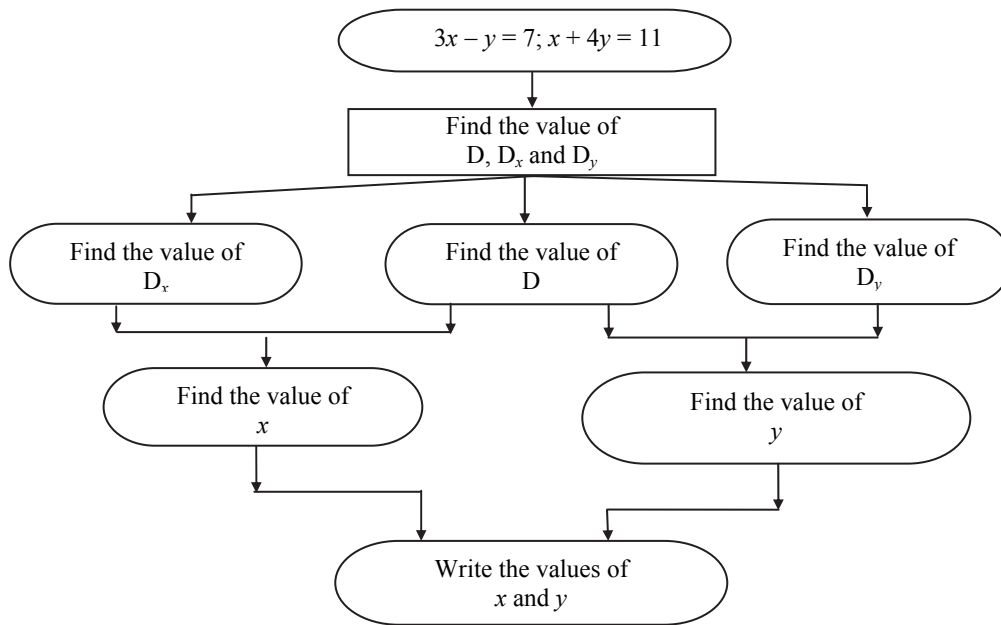 3x – y = 7; x + 4y = 11
Find the value of
D, Dx and Dy
Find the value of
Dx
Find the value of
D
Find the value of
Dy
Find the value of
x
Find the value of
y
Write the values of
x and y